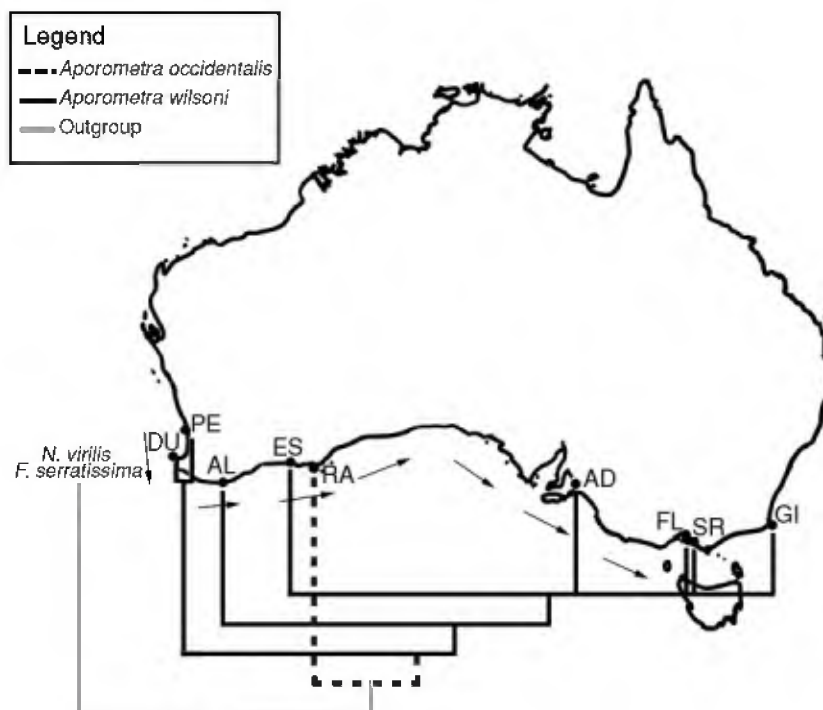 Legend
Aporometra occidentalis
Aporometra wilsoni
Outgroup
PE
DU
N. virilis
F. serratissima
AL
ES
RA
AD
FL
SR
GI